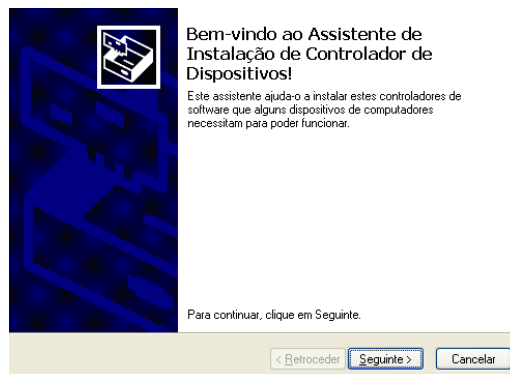 Bem-vindo ao Assistente de
Instalação de Controlador de
Dispositivos!
Este assistente ajuda-o a instalar estes controladores de
software que alguns dispositivos de computadores
necessitam para poder funcionar.
Para continuar, clique em Seguinte.
< Retroceder Seguinte > Cancelar